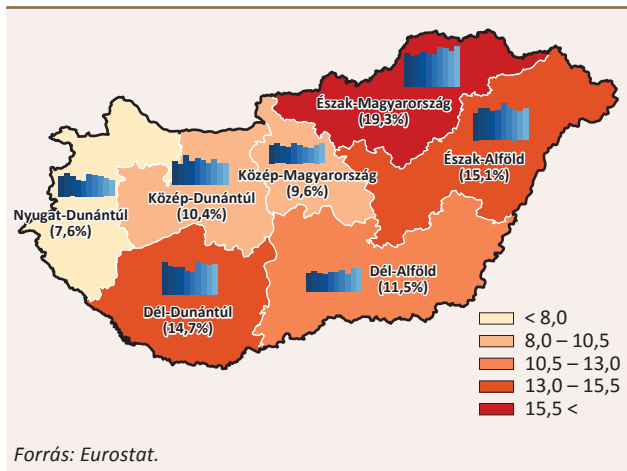 Észak-Magyarország
(19,3%)
Észak-Alföld
(15,1%)
Közép-Magyarország
(9,6%)
Közép-Dunántúl
(10,4%)
Nyugat-Dunántúl
(7,6%)
Dél-Alföld
(11,5%)
Dél-Dunántúl
(14,7%)
< 8,0
8,0 – 10,5
10,5 – 13,0
13,0 – 15,5
15,5 <
Forrás: Eurostat.